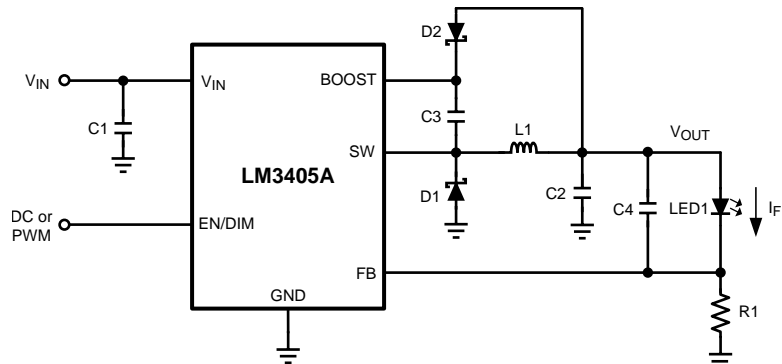 D2
VIN
VIN
BOOST
C1
C3
L1
VOUT
SW
LM3405A
D1
C2
C4
LED1
IF
DC or
PWM
EN/DIM
FB
GND
R1